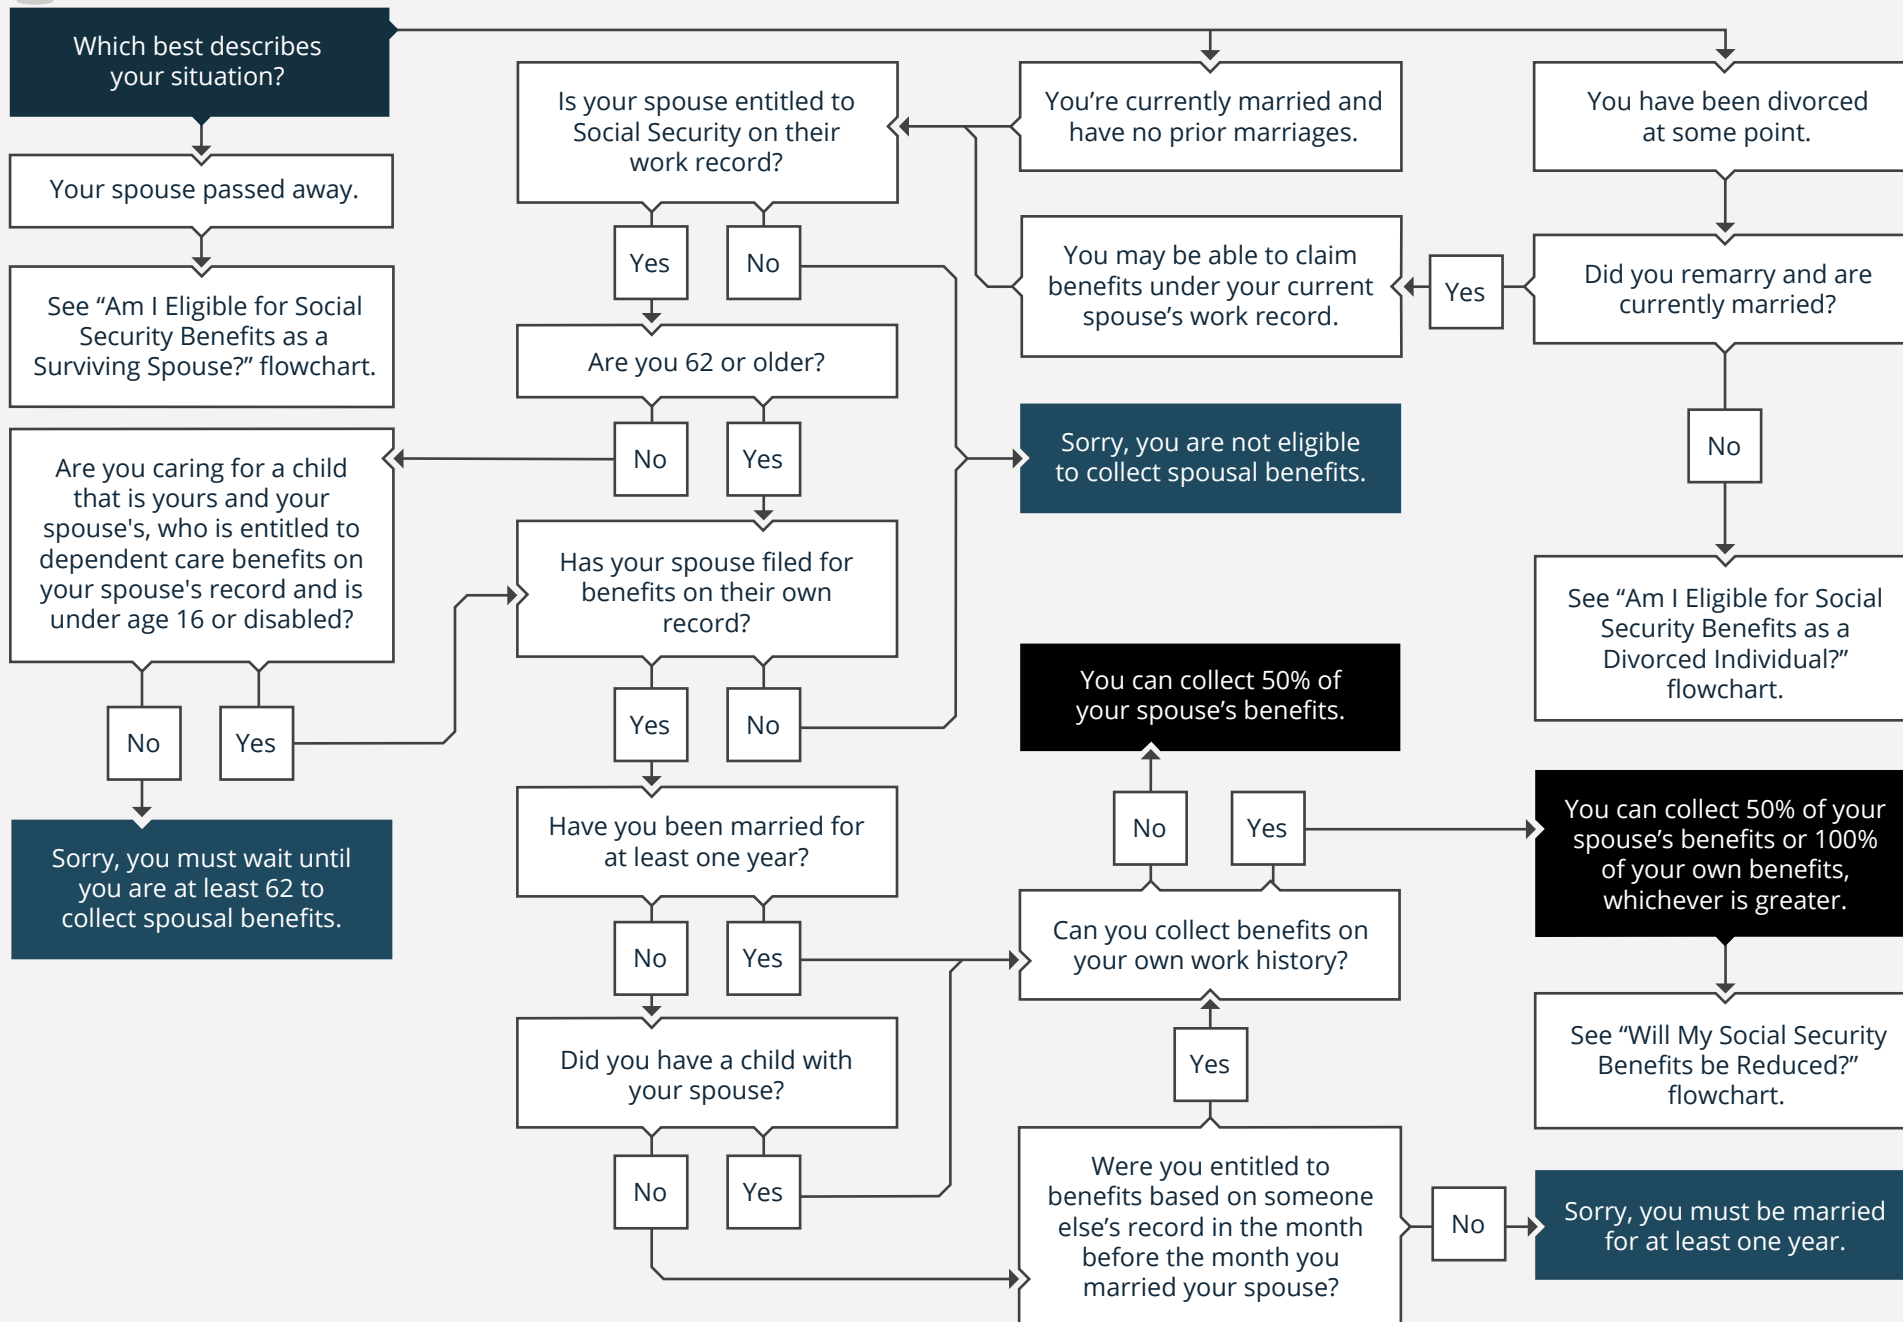 Which best describes
your situation?
Your spouse passed away.
See “Am I Eligible for Social
Security Benefits as a
Surviving Spouse?” flowchart.
Are you caring for a child
that is yours and your
spouse's, who is entitled to
dependent care benefits on
your spouse's record and is
under age 16 or disabled?
No
Yes
Sorry, you must wait until
you are at least 62 to
collect spousal benefits.
Is your spouse entitled to
Social Security on their
work record?
Yes
No
Are you 62 or older?
No
Yes
Has your spouse filed for
benefits on their own
record?
Yes
No
Have you been married for
at least one year?
No
Yes
Did you have a child with
your spouse?
No
Yes
You’re currently married and
have no prior marriages.
You may be able to claim
benefits under your current
spouse’s work record.
Yes
Sorry, you are not eligible
to collect spousal benefits.
You can collect 50% of
your spouse’s benefits.
No
Yes
Can you collect benefits on
your own work history?
Yes
Were you entitled to
benefits based on someone
else’s record in the month
before the month you
married your spouse?
No
You have been divorced
at some point.
Did you remarry and are
currently married?
No
See “Am I Eligible for Social
Security Benefits as a
Divorced Individual?”
flowchart.
You can collect 50% of your
spouse’s benefits or 100%
of your own benefits,
whichever is greater.
See “Will My Social Security
Benefits be Reduced?”
flowchart.
Sorry, you must be married
for at least one year.